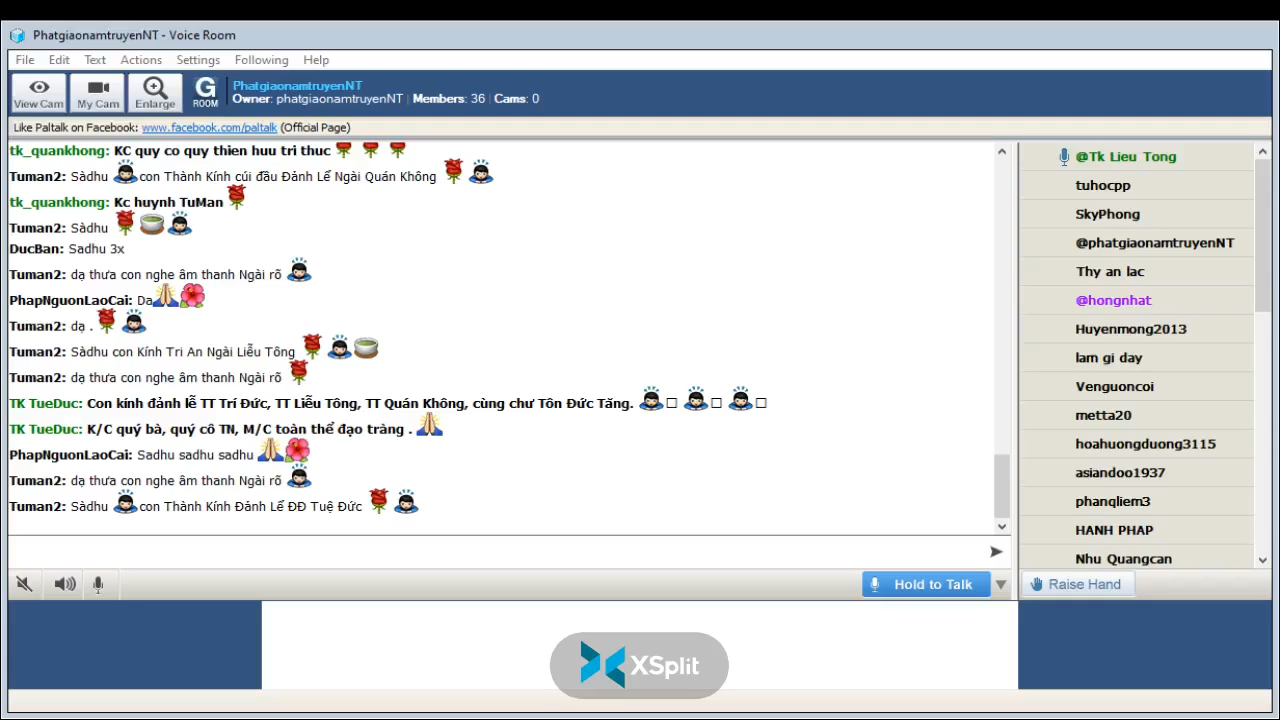 PhatgiaonamtruyenNT - Voice Room
File Edit Text Actions Settings Following Help
View Cam My Cam Enlarge G ROOM
PhatgiaonamtruyenNT
Owner: phatgiaonamtruyenNT | Members: 36 | Cams: 0
Like Paltalk on Facebook: www.facebook.com/paltalk (Official Page)
tk_quankhong: KC quy co quy thien huu tri thuc
Tuman2: Sàdhu con Thành Kính cúi đầu Đảnh Lể Ngài Quán Không
tk_quankhong: Kc huynh TuMan
Tuman2: Sàdhu
DucBan: Sadhu 3x
Tuman2: dạ thưa con nghe âm thanh Ngài rõ
PhapNguonLaoCai: Da
Tuman2: dạ .
Tuman2: Sàdhu con Kính Tri An Ngài Liễu Tông
Tuman2: dạ thưa con nghe âm thanh Ngài rõ
TK TueDuc: Con kính đảnh lễ TT Trí Đức, TT Liễu Tông, TT Quán Không, cùng chư Tôn Đức Tăng.
TK TueDuc: K/C quý bà, quý cô TN, M/C toàn thể đạo tràng .
PhapNguonLaoCai: Sadhu sadhu sadhu
Tuman2: dạ thưa con nghe âm thanh Ngài rõ
Tuman2: Sàdhu con Thành Kính Đảnh Lể ĐĐ Tuệ Đức
@Tk Lieu Tong
tuhocpp
SkyPhong
@phatgiaonamtruyenNT
Thy an lac
@hongnhat
Huyenmong2013
lam gi day
Venguoncoi
metta20
hoahuongduong3115
asiandoo1937
phanqliem3
HANH PHAP
Nhu Quangcan
Hold to Talk
Raise Hand
XSplit